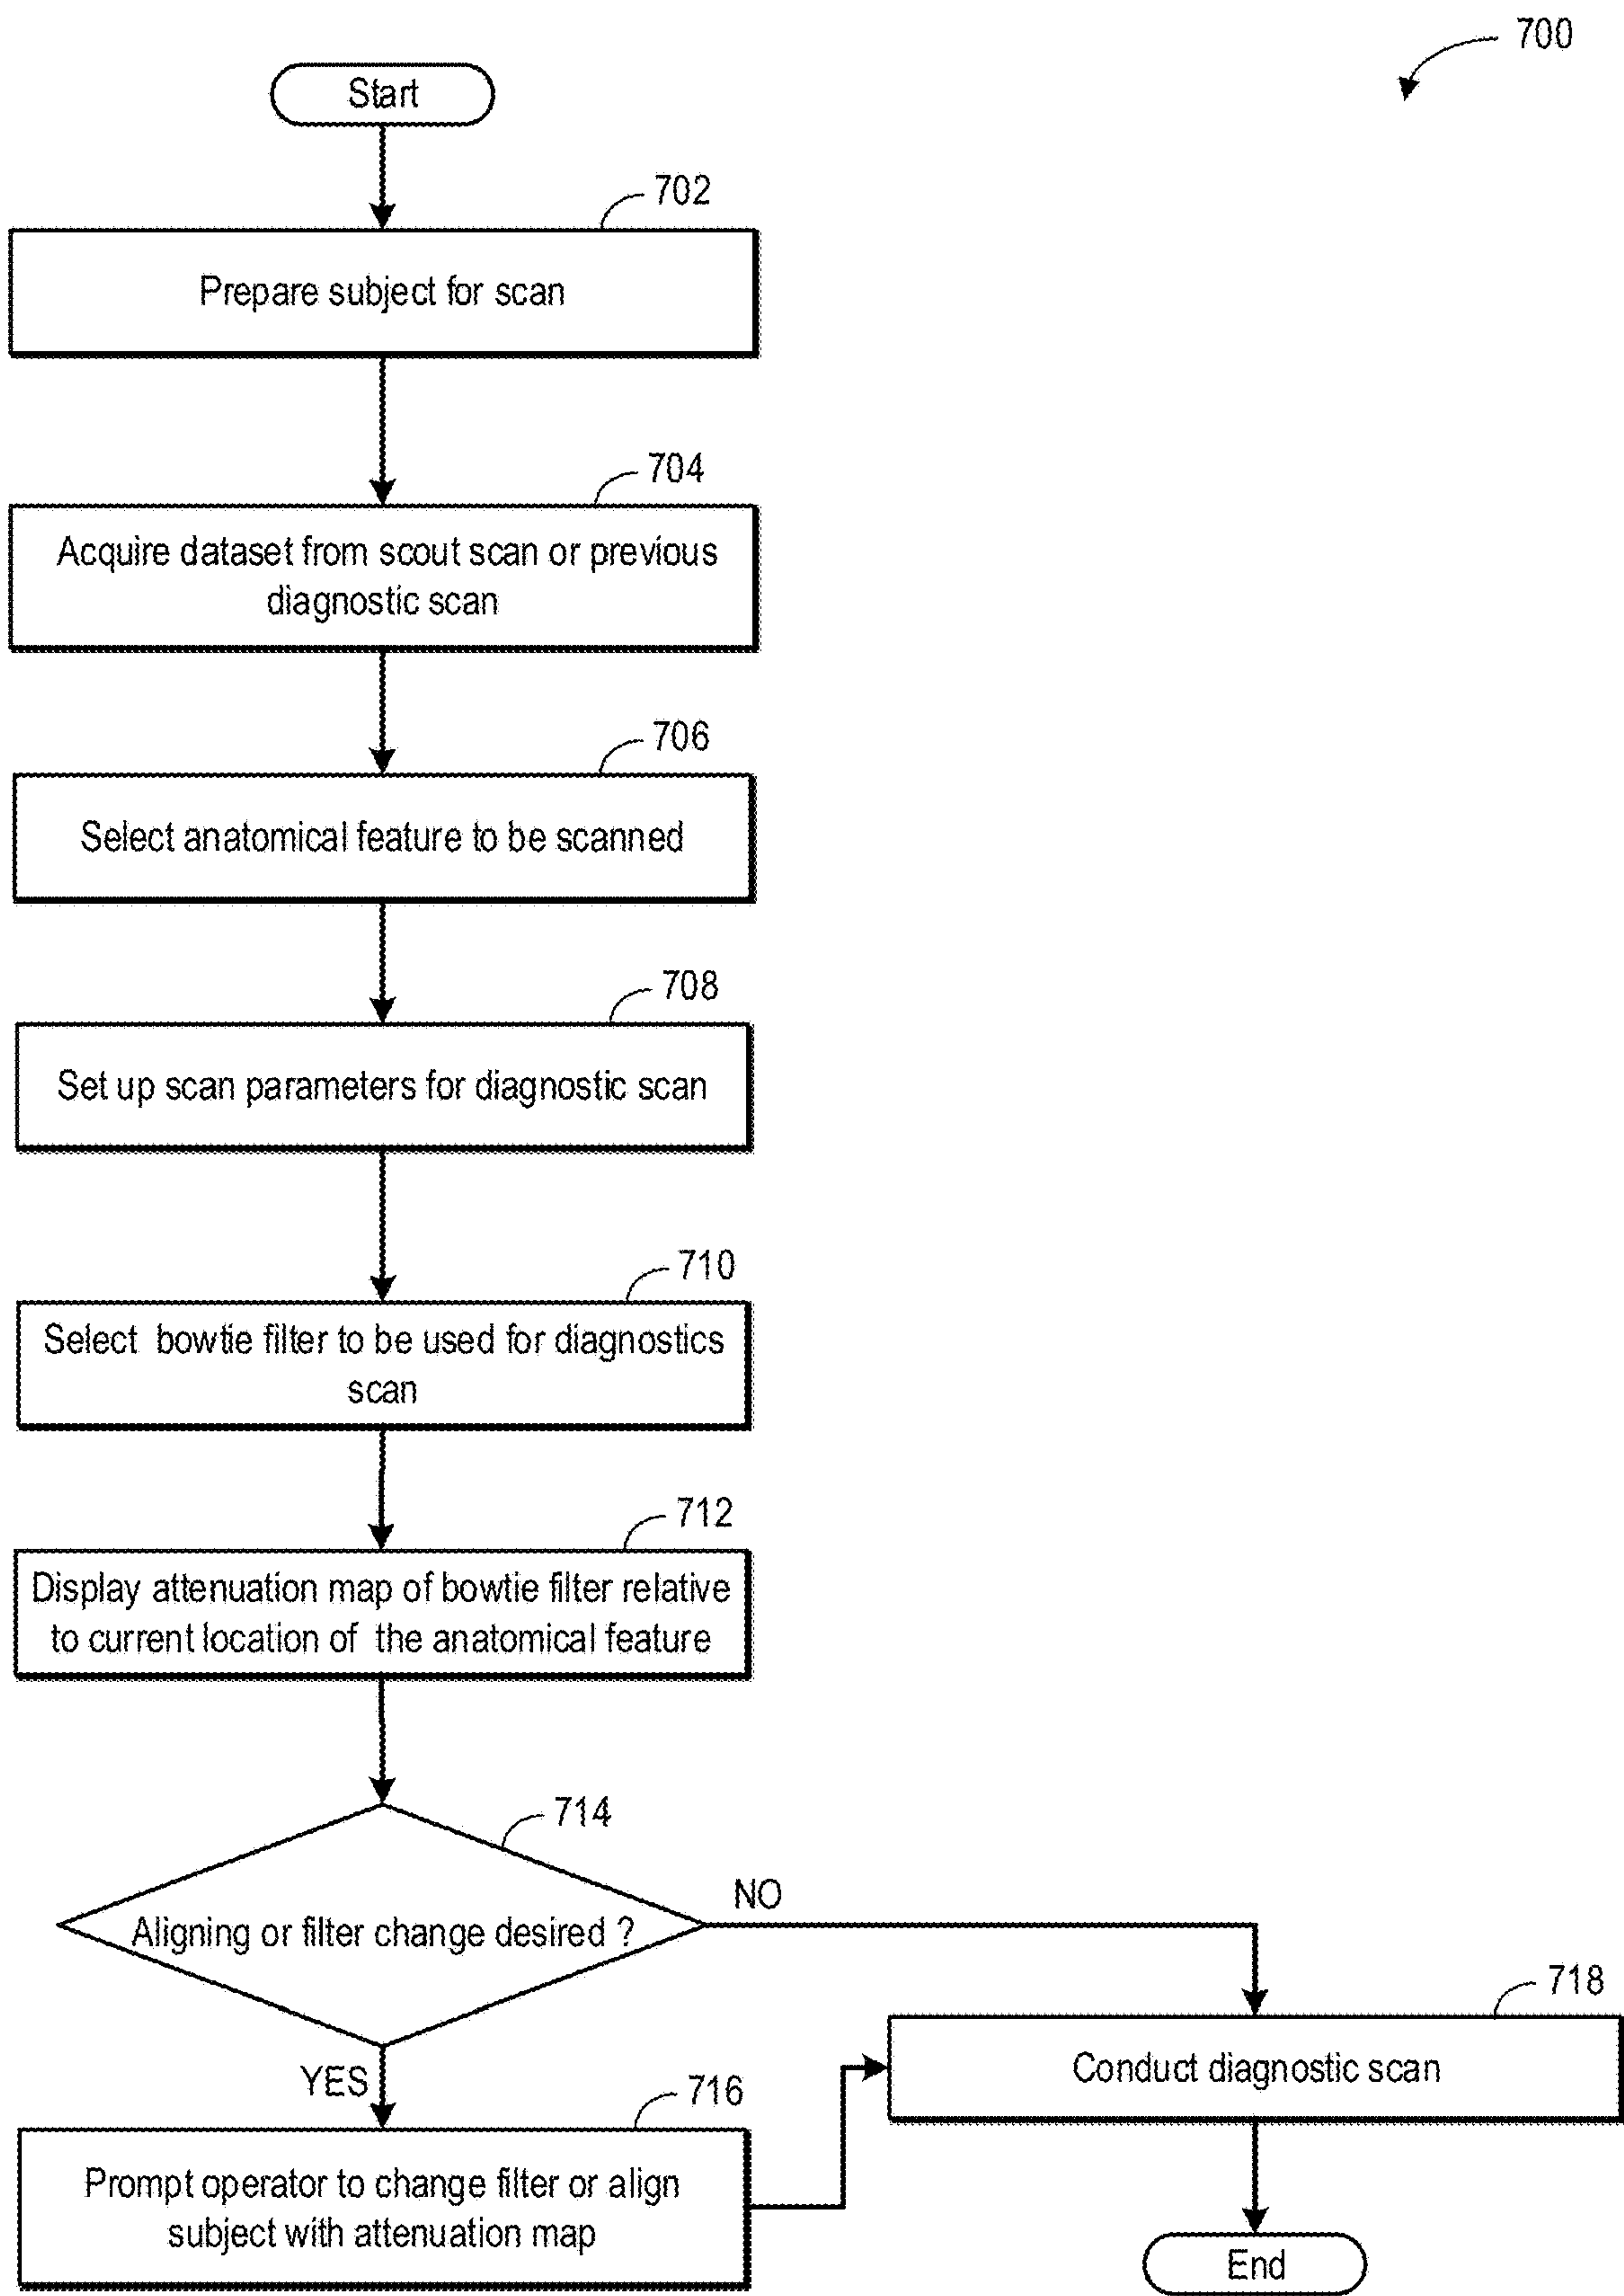 700
Start
702
Prepare subject for scan
704
Acquire dataset from scout scan or previous
diagnostic scan
706
Select anatomical feature to be scanned
708
Set up scan parameters for diagnostic scan
710
Select bowtie filter to be used for diagnostics
scan
712
Display attenuation map of bowtie filter relative
to current location of the anatomical feature
714
Aligning or filter change desired ?
NO
YES
716
Prompt operator to change filter or align
subject with attenuation map
718
Conduct diagnostic scan
End